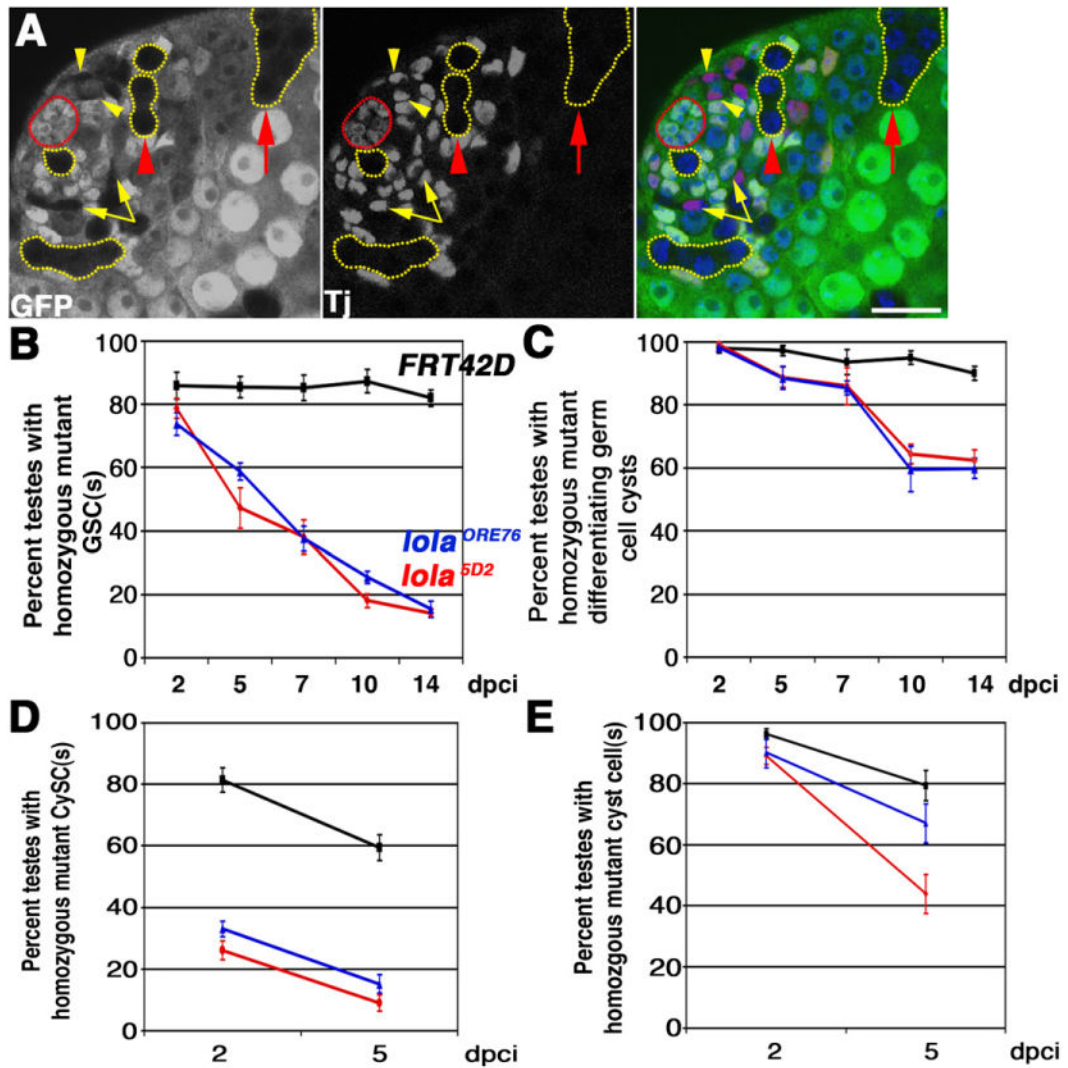 A
GFP
Tj
B
Percent testes with
homozygous mutant
GSC(s)
100
80
60
40
20
0
FRT42D
lola ORE76
lola 5D2
2 5 7 10 14 dpci
C
Percent testes with
homozygous mutant
differentiating germ
cell cysts
100
80
60
40
20
0
2 5 7 10 14 dpci
D
Percent testes with
homozygous mutant CySC(s)
100
80
60
40
20
0
2 5 dpci
E
Percent testes with
homozgous mutant cyst cell(s)
100
80
60
40
20
0
2 5 dpci